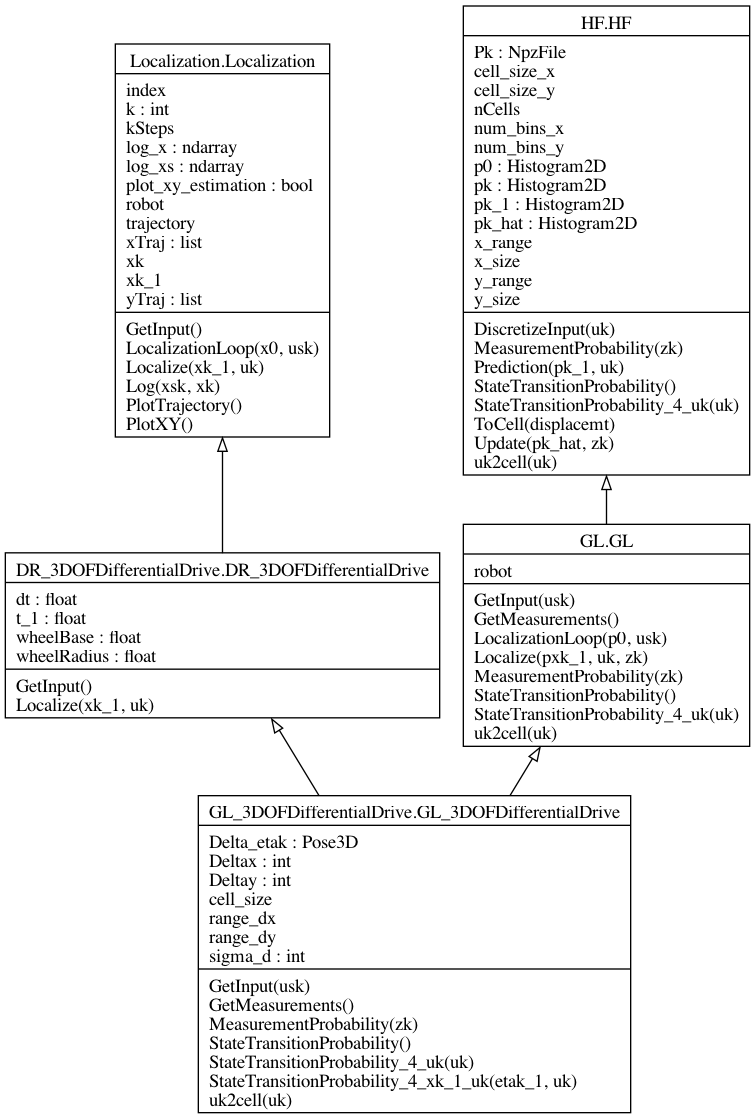 Localization.Localization
index
k : int
kSteps
log_x : ndarray
log_xs : ndarray
plot_xy_estimation : bool
robot
trajectory
xTraj : list
xk
xk_1
yTraj : list
GetInput()
LocalizationLoop(x0, usk)
Localize(xk_1, uk)
Log(xsk, xk)
PlotTrajectory()
PlotXY()
HF.HF
Pk : NpzFile
cell_size_x
cell_size_y
nCells
num_bins_x
num_bins_y
p0 : Histogram2D
pk : Histogram2D
pk_1 : Histogram2D
pk_hat : Histogram2D
x_range
x_size
y_range
y_size
DiscretizeInput(uk)
MeasurementProbability(zk)
Prediction(pk_1, uk)
StateTransitionProbability()
StateTransitionProbability_4_uk(uk)
ToCell(displacemt)
Update(pk_hat, zk)
uk2cell(uk)
DR_3DOFDifferentialDrive.DR_3DOFDifferentialDrive
dt : float
t_1 : float
wheelBase : float
wheelRadius : float
GetInput()
Localize(xk_1, uk)
GL.GL
robot
GetInput(usk)
GetMeasurements()
LocalizationLoop(p0, usk)
Localize(pxk_1, uk, zk)
MeasurementProbability(zk)
StateTransitionProbability()
StateTransitionProbability_4_uk(uk)
uk2cell(uk)
GL_3DOFDifferentialDrive.GL_3DOFDifferentialDrive
Delta_etak : Pose3D
Deltax : int
Deltay : int
cell_size
range_dx
range_dy
sigma_d : int
GetInput(usk)
GetMeasurements()
MeasurementProbability(zk)
StateTransitionProbability()
StateTransitionProbability_4_uk(uk)
StateTransitionProbability_4_xk_1_uk(etak_1, uk)
uk2cell(uk)